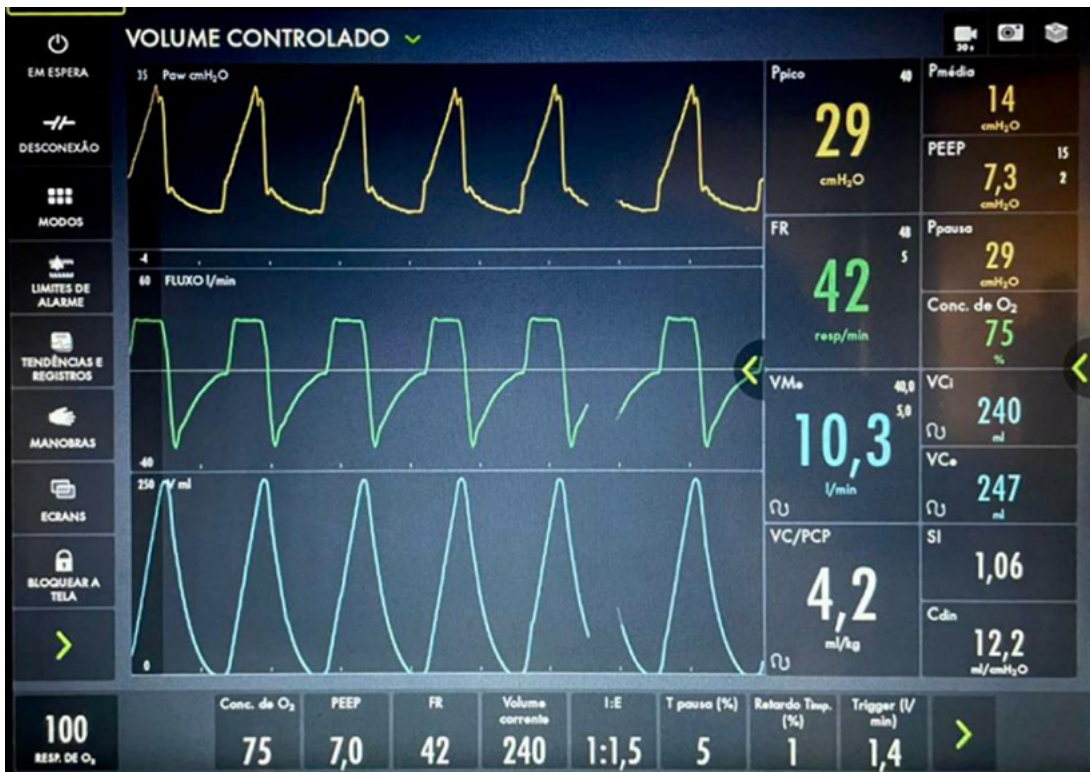 VOLUME CONTROLADO
30 s
EM ESPERA
DESCONEXÃO
MODOS
LIMITES DE
ALARME
TENDÊNCIAS E
REGISTROS
MANOBRAS
ECRANS
BLOQUEAR A
TELA
35 Paw cmH₂O
-4
60 FLUXO l/min
-60
250 V ml
0
Ppico 40
29
cmH₂O
FR 48
5
42
resp/min
VMe 40,0
5,0
10,3
l/min
VC/PCP
4,2
ml/kg
Pmédia
14
cmH₂O
PEEP 15
2
7,3
cmH₂O
Ppausa
29
cmH₂O
Conc. de O₂
75
%
VCi
240
ml
VCe
247
ml
SI
1,06
Cdin
12,2
ml/cmH₂O
100
RESP. DE O₂
Conc. de O₂
75
PEEP
7,0
FR
42
Volume
corrente
240
I:E
1:1,5
T pausa (%)
5
Retardo Tinsp.
(%)
1
Trigger (l/
min)
1,4